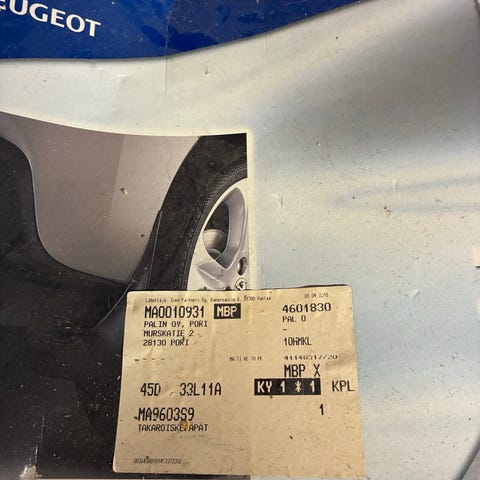 PEUGEOT
MA0010931 MBP 4601830
PALIN OY, PORI PAL 0
MURSKATIE 2 -
28130 PORI 10HMKL
MBP X
45D 33L11A KY 1 * 1 KPL
MA9603S9 1
TAKAROISKELÄPÄT